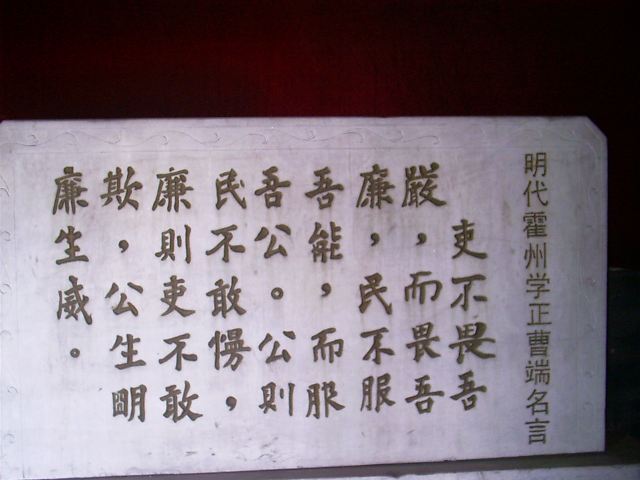 明代霍州学正曹端名言
吏不畏吾
嚴，而畏吾
廉，民不服
吾能，而服
吾公。公則
民不敢慢，
廉則吏不敢
欺，公生明
廉生威。